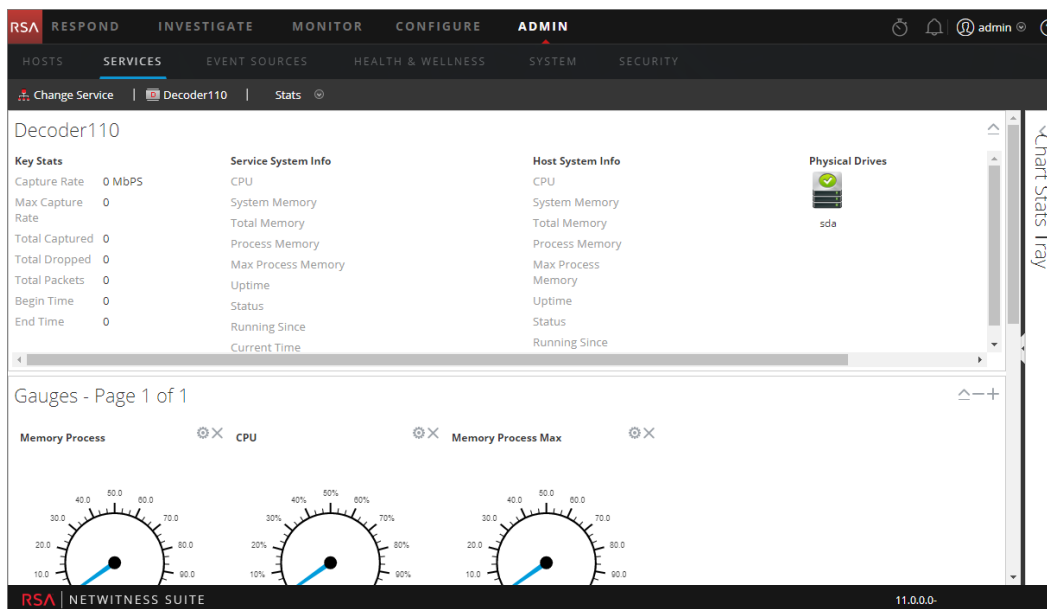 RSA RESPOND INVESTIGATE MONITOR CONFIGURE ADMIN admin
HOSTS SERVICES EVENT SOURCES HEALTH & WELLNESS SYSTEM SECURITY
Change Service | Decoder110 | Stats
Decoder110
Key Stats
Capture Rate 0 MbPS
Max Capture Rate 0
Total Captured 0
Total Dropped 0
Total Packets 0
Begin Time 0
End Time 0
Service System Info
CPU
System Memory
Total Memory
Process Memory
Max Process Memory
Uptime
Status
Running Since
Current Time
Host System Info
CPU
System Memory
Total Memory
Process Memory
Max Process
Memory
Uptime
Status
Running Since
Physical Drives
sda
Chart Stats Tray
Gauges - Page 1 of 1
Memory Process
10.0 20.0 30.0 40.0 50.0 60.0 70.0 80.0 90.0
CPU
10% 20% 30% 40% 50% 60% 70% 80% 90%
Memory Process Max
10.0 20.0 30.0 40.0 50.0 60.0 70.0 80.0 90.0
RSA | NETWITNESS SUITE 11.0.0.0-